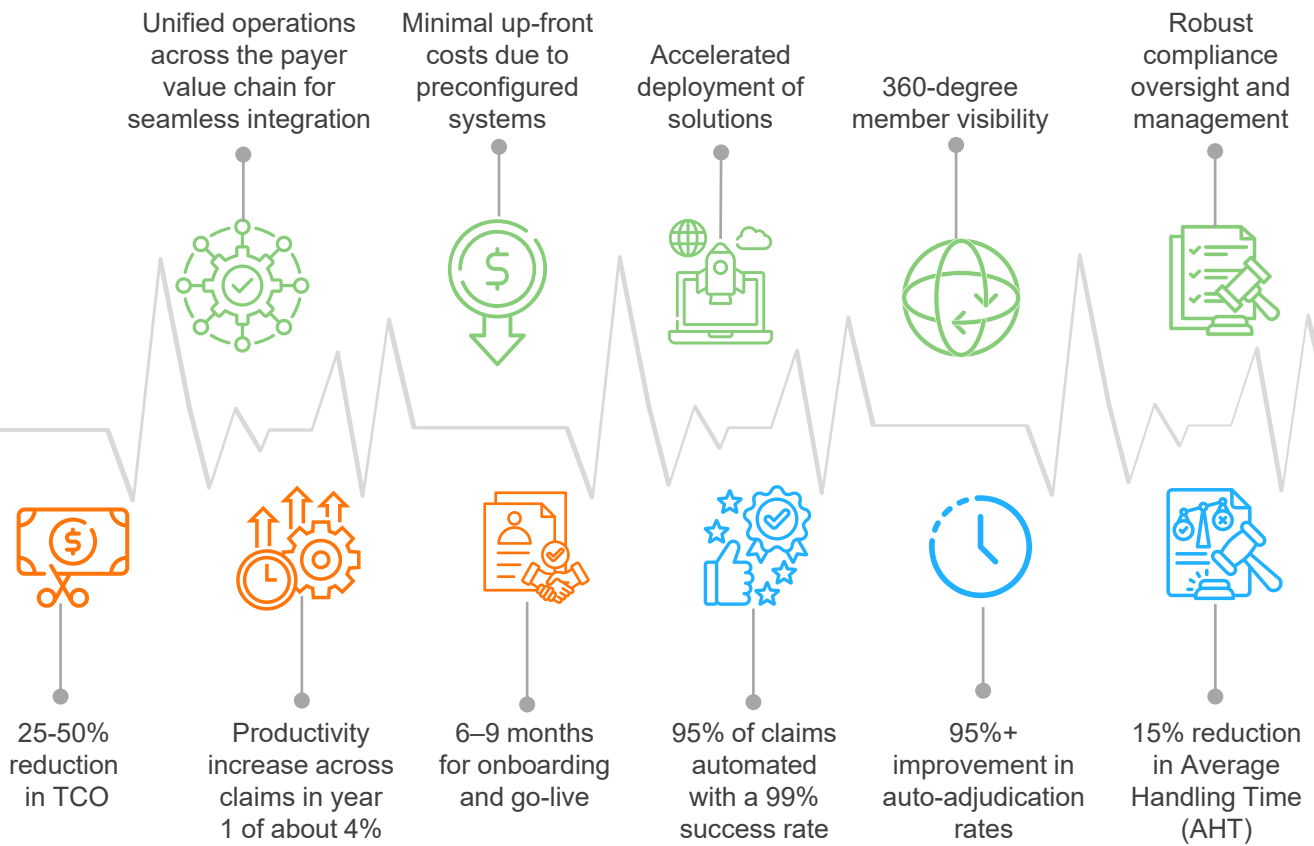 Unified operations
across the payer
value chain for
seamless integration
Minimal up-front
costs due to
preconfigured
systems
Accelerated
deployment of
solutions
360-degree
member visibility
Robust
compliance
oversight and
management
25-50%
reduction
in TCO
Productivity
increase across
claims in year
1 of about 4%
6–9 months
for onboarding
and go-live
95% of claims
automated
with a 99%
success rate
95%+
improvement in
auto-adjudication
rates
15% reduction
in Average
Handling Time
(AHT)